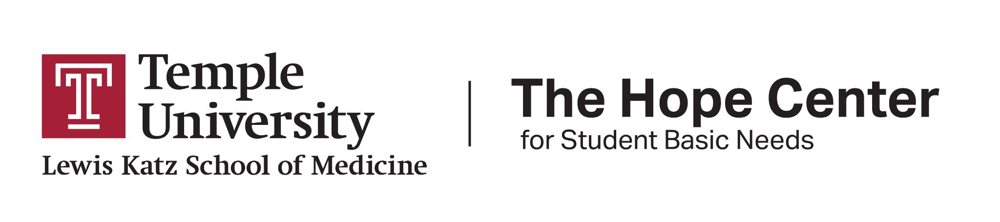 T
Temple
University
Lewis Katz School of Medicine
The Hope Center
for Student Basic Needs